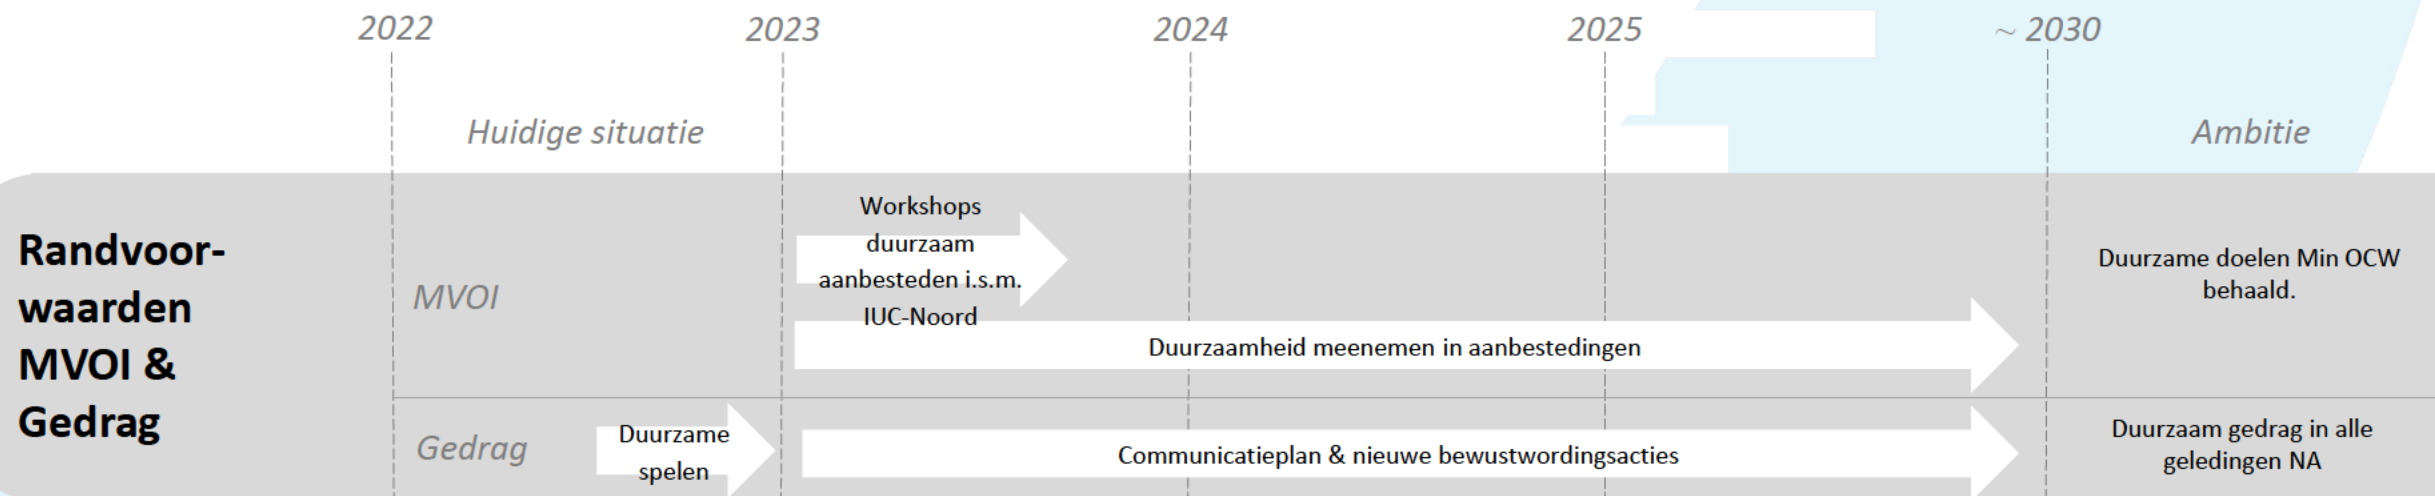 2022 2023 2024 2025 ~ 2030
Huidige situatie Ambitie
Randvoor-
waarden
MVOI &
Gedrag
MVOI
Workshops
duurzaam
aanbesteden i.s.m.
IUC-Noord
Duurzaamheid meenemen in aanbestedingen
Duurzame doelen Min OCW
behaald.
Gedrag
Duurzame
spelen
Communicatieplan & nieuwe bewustwordingsacties
Duurzaam gedrag in alle
geledingen NA